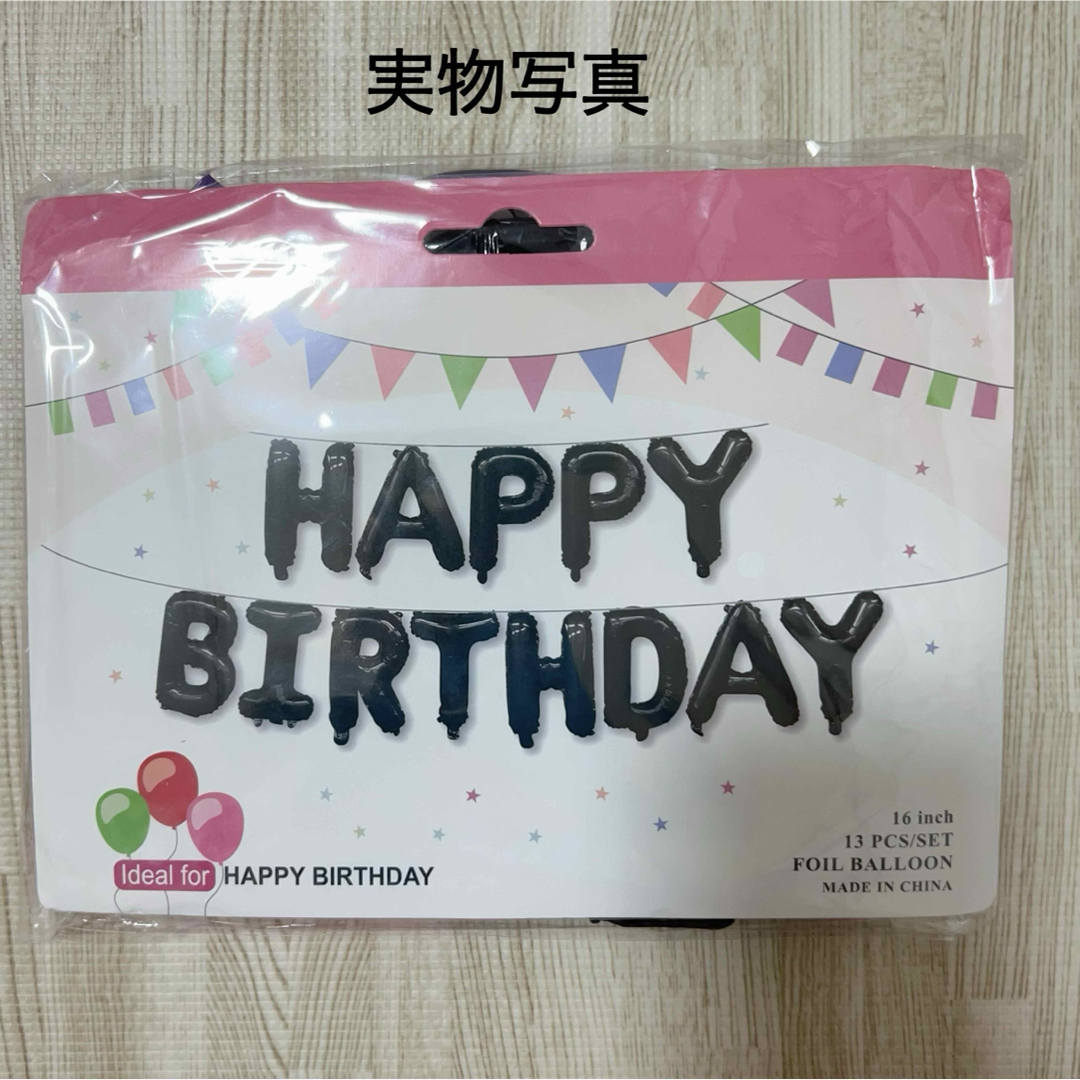 実物写真
HAPPY
BIRTHDAY
16 inch
13 PCS/SET
FOIL BALLOON
MADE IN CHINA
Ideal for HAPPY BIRTHDAY